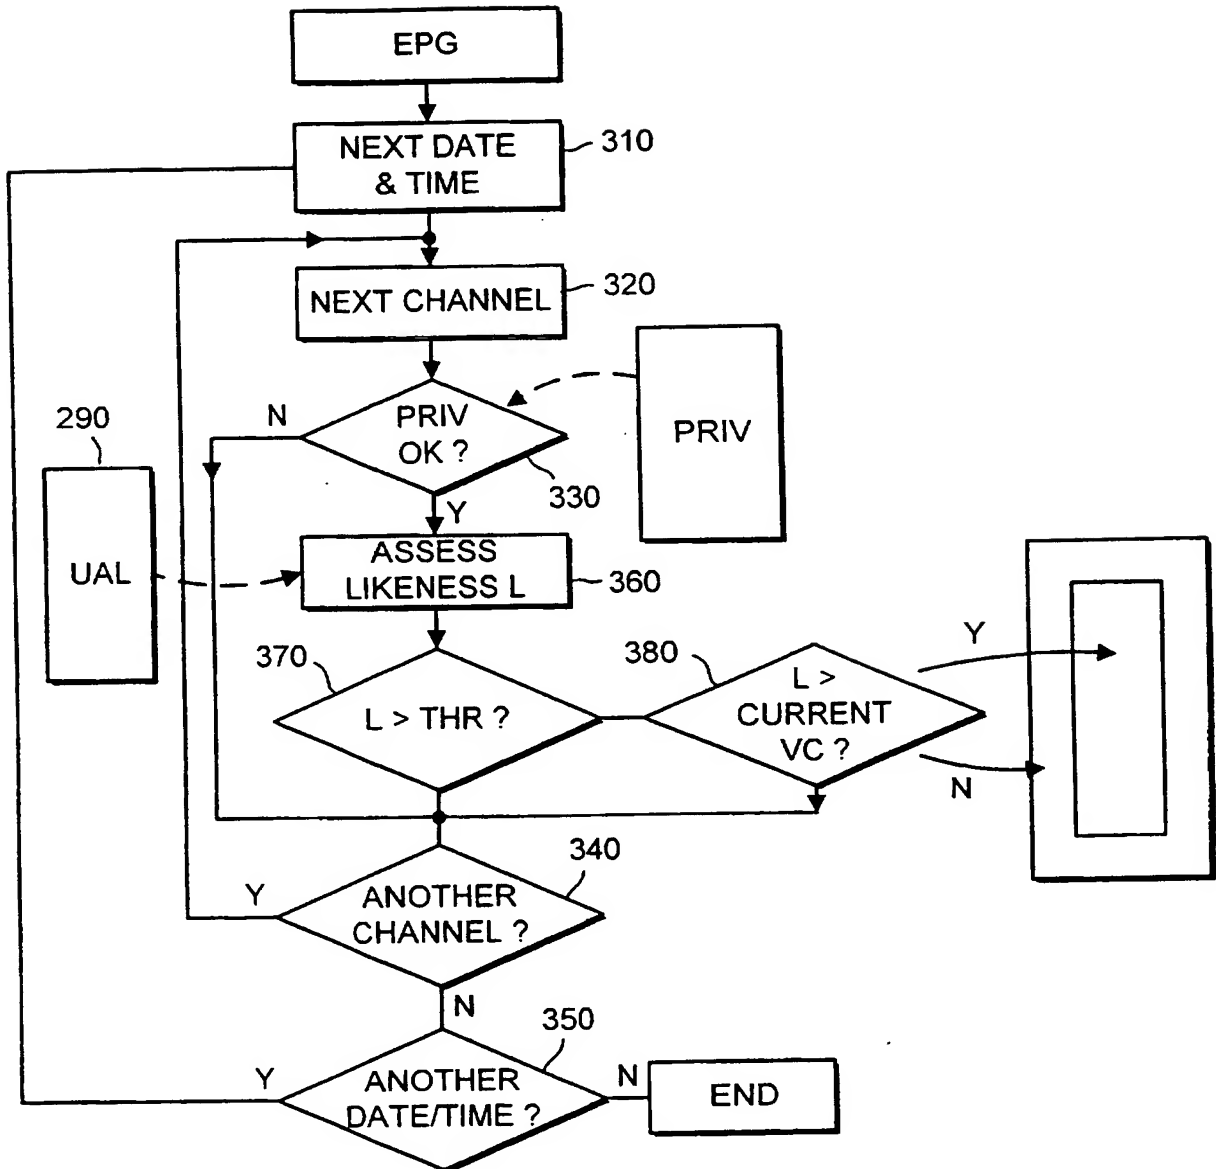 EPG
NEXT DATE
& TIME
310
NEXT CHANNEL
320
N
PRIV
OK ?
330
Y
PRIV
290
UAL
ASSESS
LIKENESS L
360
370
L > THR ?
380
L >
CURRENT
VC ?
Y
N
340
Y
ANOTHER
CHANNEL ?
N
350
Y
ANOTHER
DATE/TIME ?
N
END